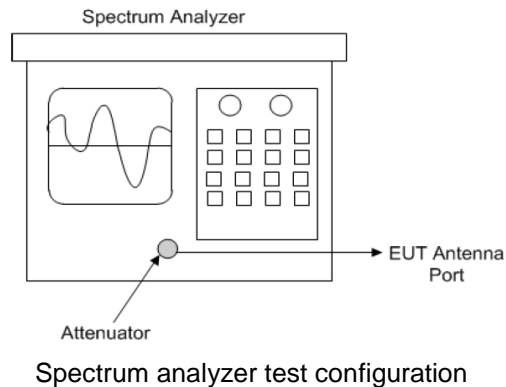 Spectrum Analyzer
EUT Antenna
Port
Attenuator
Spectrum analyzer test configuration